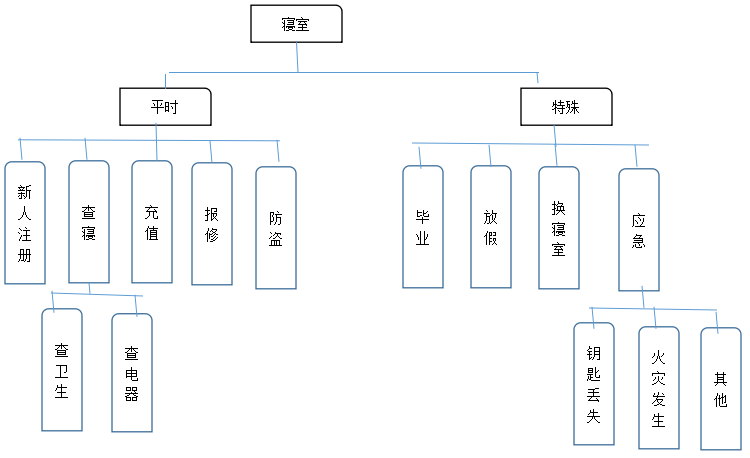 寝室
平时
特殊
新人注册
查寝
充值
报修
防盗
毕业
放假
换寝室
应急
查卫生
查电器
钥匙丢失
火灾发生
其他